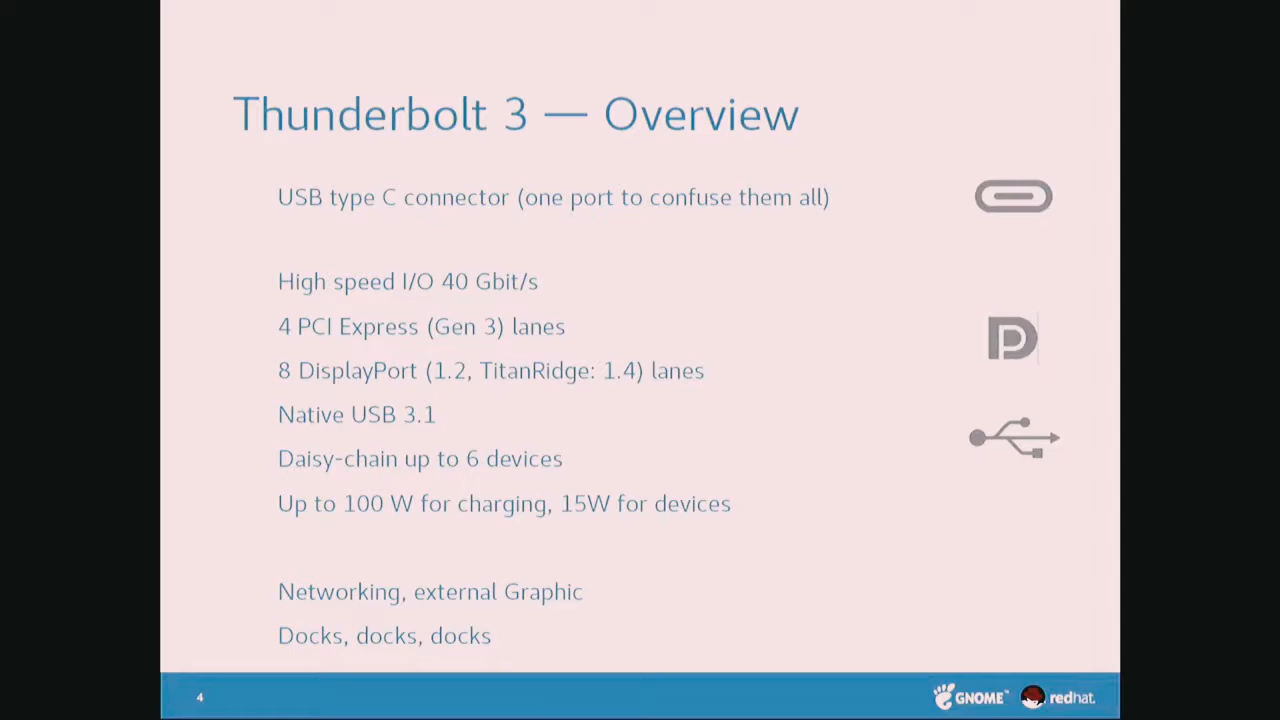 Thunderbolt 3 — Overview
USB type C connector (one port to confuse them all)
High speed I/O 40 Gbit/s
4 PCI Express (Gen 3) lanes
8 DisplayPort (1.2, TitanRidge: 1.4) lanes
Native USB 3.1
Daisy-chain up to 6 devices
Up to 100 W for charging, 15W for devices
Networking, external Graphic
Docks, docks, docks
4
GNOME™ redhat.